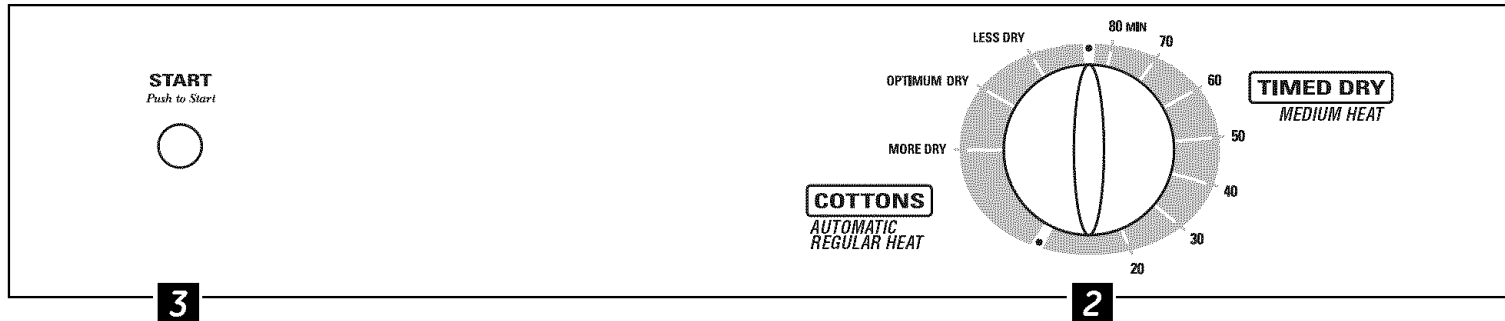 START
Push to Start
80 MIN
70
60
50
40
30
20
LESS DRY
OPTIMUM DRY
MORE DRY
COTTONS
AUTOMATIC
REGULAR HEAT
TIMED DRY
MEDIUM HEAT
3
2